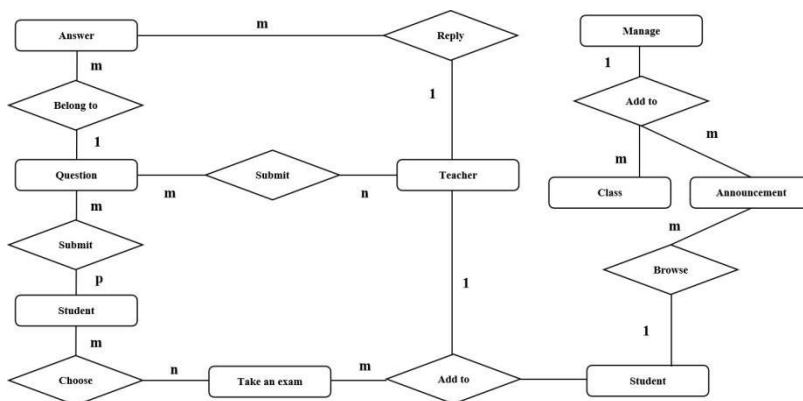 m
Answer
Reply
Manage
m
1
Belong to
1
Add to
1
m
m
Question
Submit
Teacher
Class
Announcement
m
n
m
m
Submit
Browse
p
1
Student
1
m
n
m
Choose
Take an exam
Add to
Student